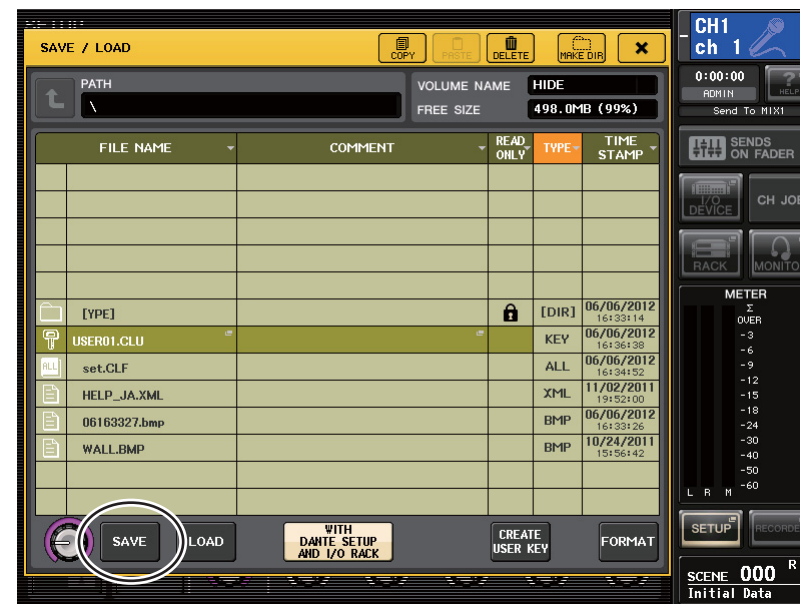 SETUP
SAVE / LOAD
COPY
PASTE
DELETE
MAKE DIR
PATH
\
VOLUME NAME HIDE
FREE SIZE 498.0MB (99%)
FILE NAME COMMENT READ ONLY TYPE TIME STAMP
[YPE] [DIR] 06/06/2012 16:33:14
USER01.CLU KEY 06/06/2012 16:36:38
ALL set.CLF ALL 06/06/2012 16:34:52
HELP_JA.XML XML 11/02/2011 19:52:00
06163327.bmp BMP 06/06/2012 16:33:26
WALL.BMP BMP 10/24/2011 15:56:42
SAVE
LOAD
WITH
DANTE SETUP
AND I/O RACK
CREATE
USER KEY
FORMAT
CH1
ch 1
0:00:00
ADMIN
?
HELP
Send To MIX1
SENDS
ON FADER
I/O
DEVICE
CH JOB
RACK
MONITO
METER
Σ
OVER
-3
-6
-9
-12
-15
-18
-24
-30
-40
-50
-60
L R M
SETUP
RECORDE
SCENE 000 R
Initial Data